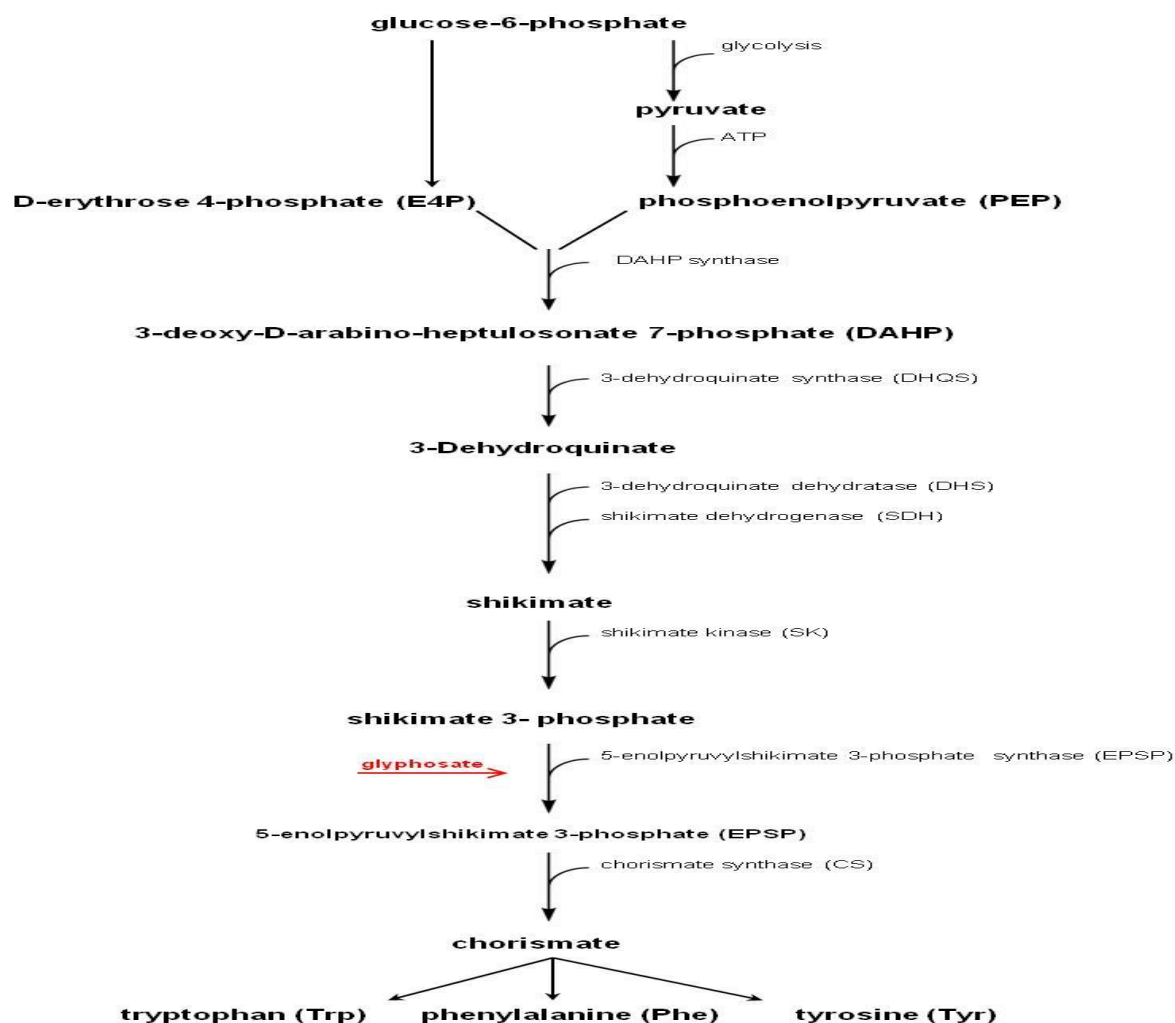 glucose-6-phosphate
glycolysis
pyruvate
ATP
D-erythrose 4-phosphate (E4P)
phosphoenolpyruvate (PEP)
DAHP synthase
3-deoxy-D-arabino-heptulosonate 7-phosphate (DAHP)
3-dehydroquinate synthase (DHQS)
3-Dehydroquinate
3-dehydroquinate dehydratase (DHS)
shikimate dehydrogenase (SDH)
shikimate
shikimate kinase (SK)
shikimate 3- phosphate
glyphosate
5-enolpyruvylshikimate 3-phosphate synthase (EPSP)
5-enolpyruvylshikimate 3-phosphate (EPSP)
chorismate synthase (CS)
chorismate
tryptophan (Trp)
phenylalanine (Phe)
tyrosine (Tyr)